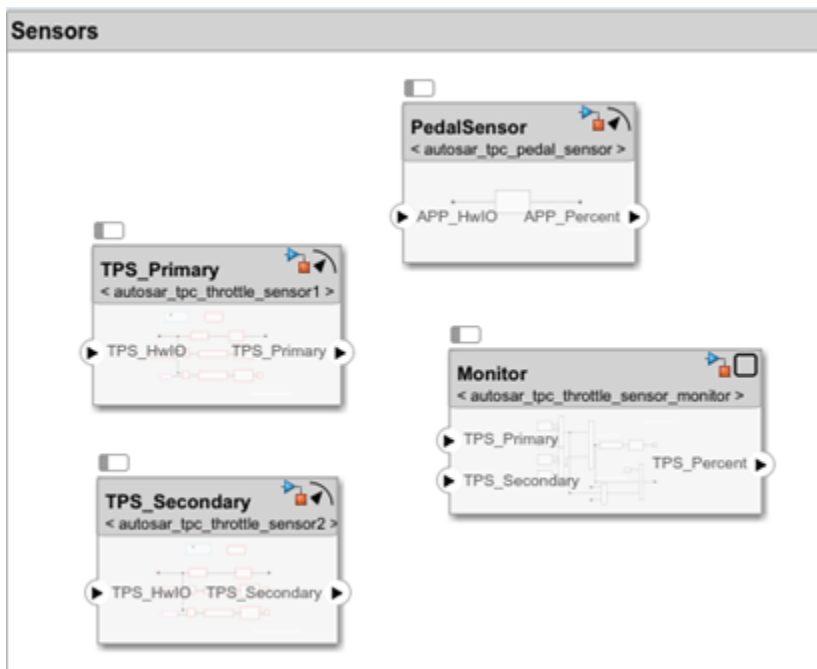 Sensors
PedalSensor
< autosar_tpc_pedal_sensor >
APP_HwIO APP_Percent
TPS_Primary
< autosar_tpc_throttle_sensor1 >
TPS_HwIO TPS_Primary
Monitor
< autosar_tpc_throttle_sensor_monitor >
TPS_Primary
TPS_Secondary
TPS_Percent
TPS_Secondary
< autosar_tpc_throttle_sensor2 >
TPS_HwIO TPS_Secondary